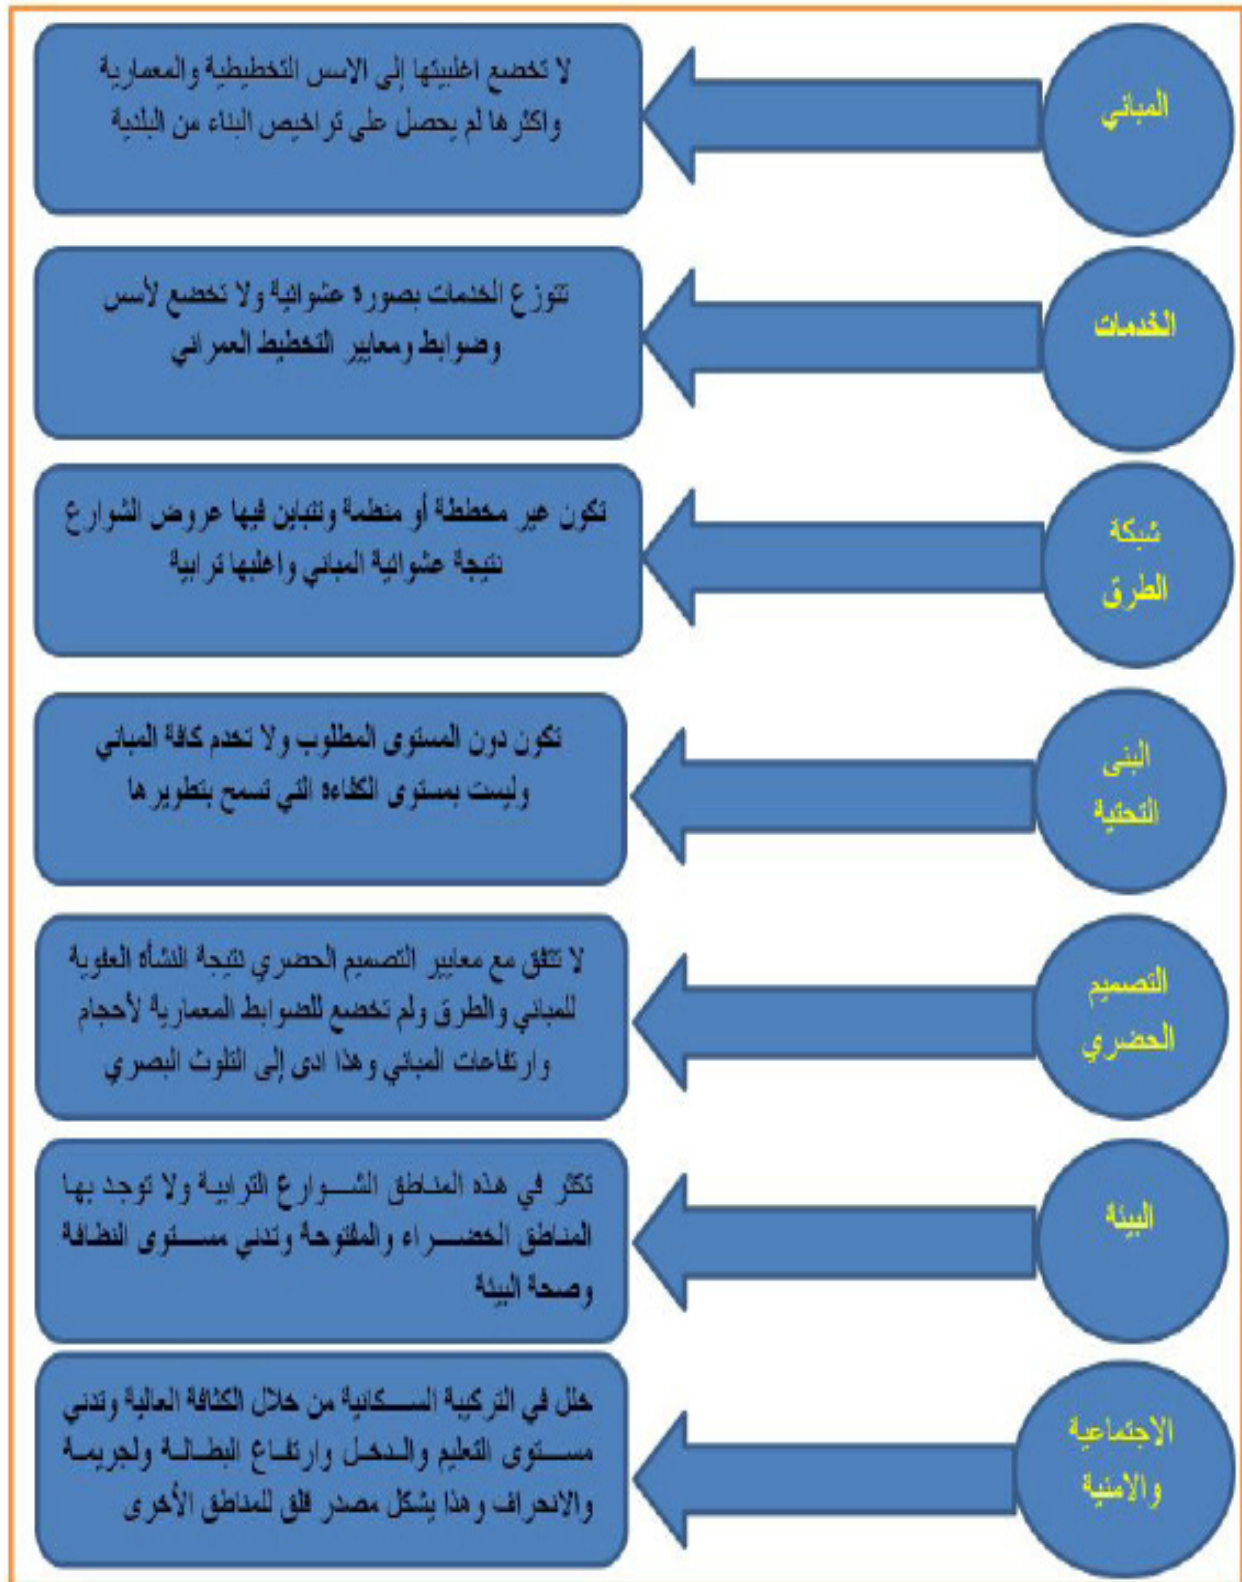 المباني
لا تخضع اغلبيتها إلى الاسس التخطيطية والمعمارية
واكثرها لم يحصل على تراخيص البناء من البلدية
الخدمات
تتوزع الخدمات بصورة عشوائية ولا تخضع لأسس
وضوابط ومعايير التخطيط العمراني
شبكة
الطرق
تكون غير مخططة أو منظمة وتتباين فيها عروض الشوارع
نتيجة عشوائية المباني واغلبها ترابية
البنى
التحتية
تكون دون المستوى المطلوب ولا تخدم كافة المباني
وليست بمستوى الكفاءة التي تسمح بتطويرها
التصميم
الحضري
لا تتفق مع معايير التصميم الحضري نتيجة النشأة العفوية
للمباني والطرق ولم تخضع للضوابط المعمارية لأحجام
وارتفاعات المباني وهذا ادى إلى التلوث البصري
البيئة
تكثر في هذه المناطق الشوارع الترابية ولا توجد بها
المناطق الخضراء والمفتوحة وتدني مستوى النظافة
وصحة البيئة
الاجتماعية
والامنية
خلل في التركيبة السكانية من خلال الكثافة العالية وتدني
مستوى التعليم والدخل وارتفاع البطالة ولجريمة
والانحراف وهذا يشكل مصدر قلق للمناطق الأخرى